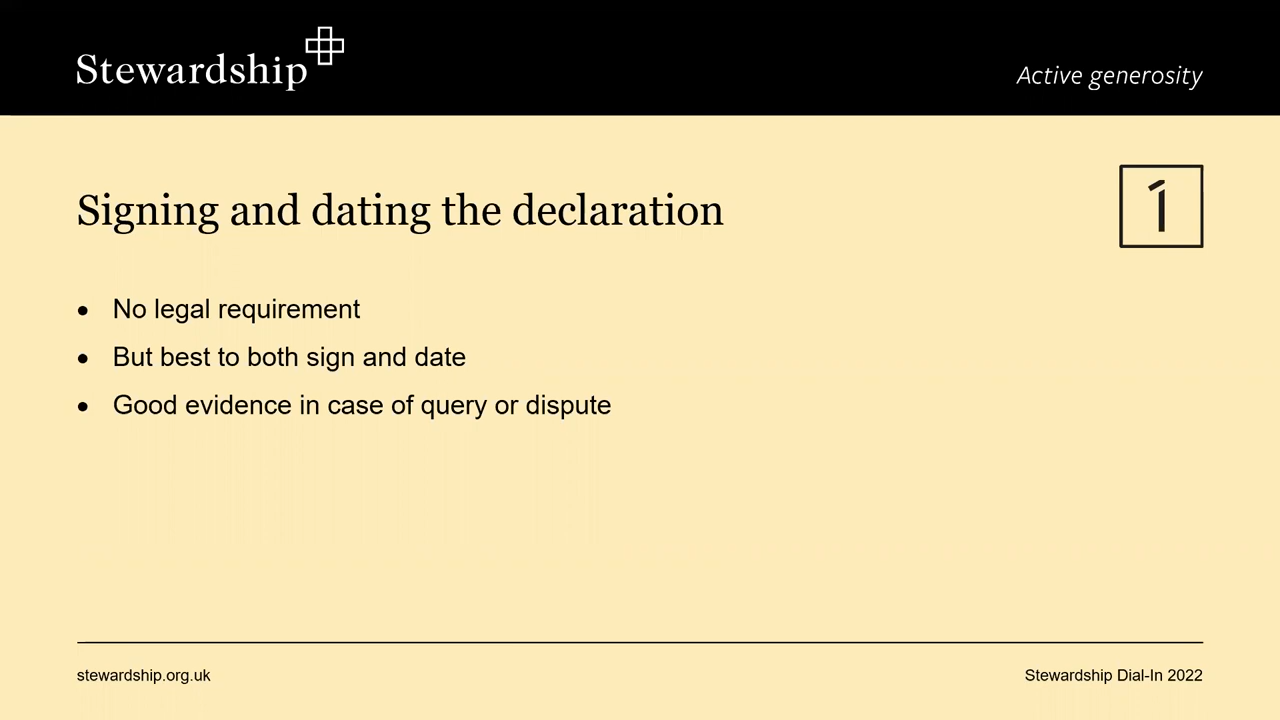 Stewardship
Active generosity
Signing and dating the declaration
1
• No legal requirement
• But best to both sign and date
• Good evidence in case of query or dispute
stewardship.org.uk
Stewardship Dial-In 2022